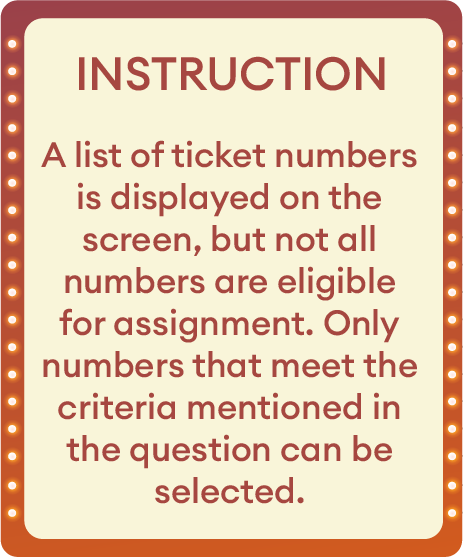 INSTRUCTION
A list of ticket numbers
is displayed on the
screen, but not all
numbers are eligible
for assignment. Only
numbers that meet the
criteria mentioned in
the question can be
selected.